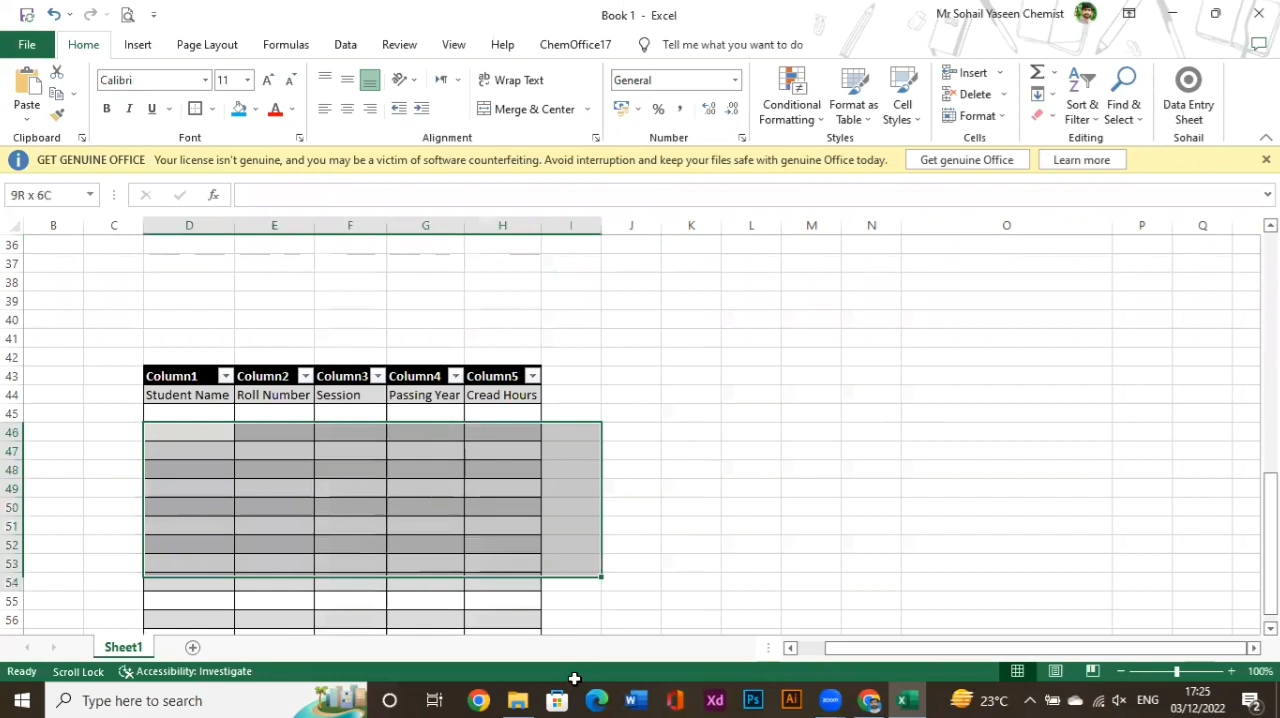 Book 1 - Excel
Mr Sohail Yaseen Chemist
File Home Insert Page Layout Formulas Data Review View Help ChemOffice17 Tell me what you want to do
Calibri 11 Wrap Text General
Paste B I U Merge & Center % , Conditional Formatting Format as Table Cell Styles Insert Delete Format Sort & Filter Find & Select Data Entry Sheet
Clipboard Font Alignment Number Styles Cells Editing Sohail
GET GENUINE OFFICE Your license isn't genuine, and you may be a victim of software counterfeiting. Avoid interruption and keep your files safe with genuine Office today. Get genuine Office Learn more
9R x 6C fx
B C D E F G H I J K L M N O P Q
36
37
38
39
40
41
42
43 Column1 Column2 Column3 Column4 Column5
44 Student Name Roll Number Session Passing Year Cread Hours
45
46
47
48
49
50
51
52
53
54
55
56
Sheet1
Ready Scroll Lock Accessibility: Investigate 100%
Type here to search Xd Ai zoom 23°C ENG 17:25
03/12/2022 2